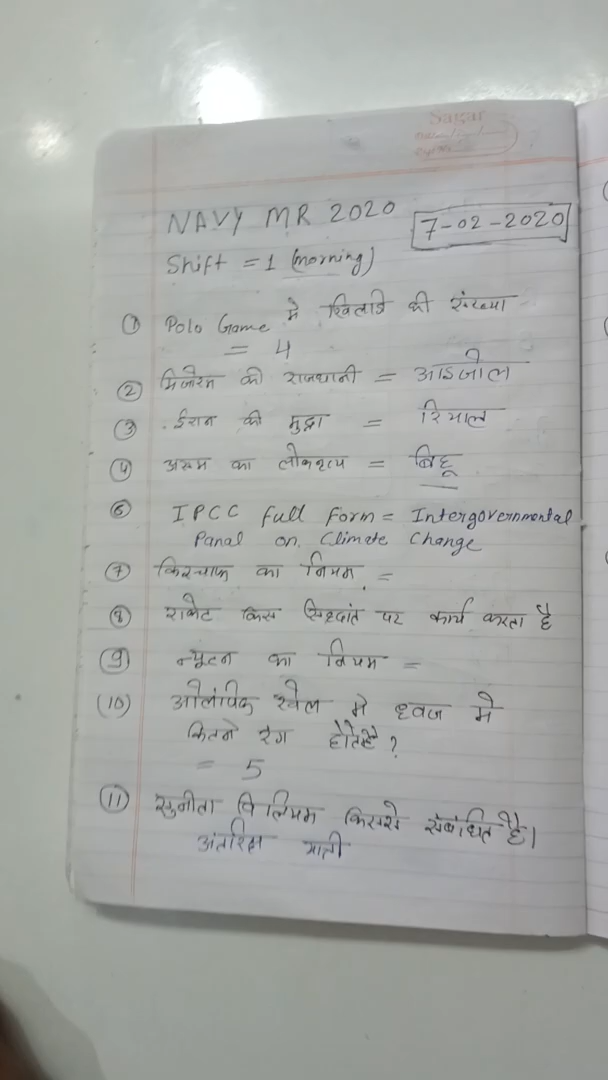 Sagar
NAVY MR 2020
7-02-2020
Shift = 1 (morning)
① Polo Game मे खिलाडी की संख्या
= 4
② मिजोरम की राजधानी = आइजोल
③ .ईरान की मुद्रा = रियाल
④ असम का लोकनृत्य = बिहू
⑥ IPCC Full Form = Intergovernmental
Panal on Climate Change
⑦ किरचाफ का नियम =
⑧ राकेट किस सिद्दांत पर कार्य करता है
⑨ न्यूटन का नियम =
(10) ओलंपिक खेल मे ध्वज मे
कितने रंग होते है?
= 5
⑪ सुनीता विलियम किससे संबंधित है।
अंतरिक्ष यात्री